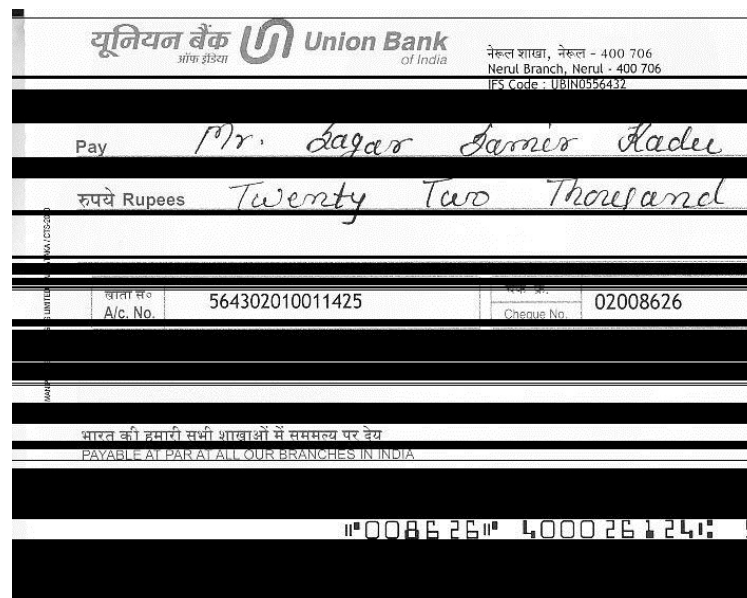 यूनियन बैंक Union Bank
ऑफ इंडिया of India
नेरूल शाखा, नेरूल - 400 706
Nerul Branch, Nerul - 400 706
IFS Code : UBIN0556432
Pay Mr. Sagar Samir Kadu
रुपये Rupees Twenty Two Thousand
खाता सं० 564302010011425
A/c. No.
चेक क्र. 02008626
Cheque No.
भारत की हमारी सभी शाखाओं में सममूल्य पर देय
PAYABLE AT PAR AT ALL OUR BRANCHES IN INDIA
⑈008626⑈ 400026124⑆